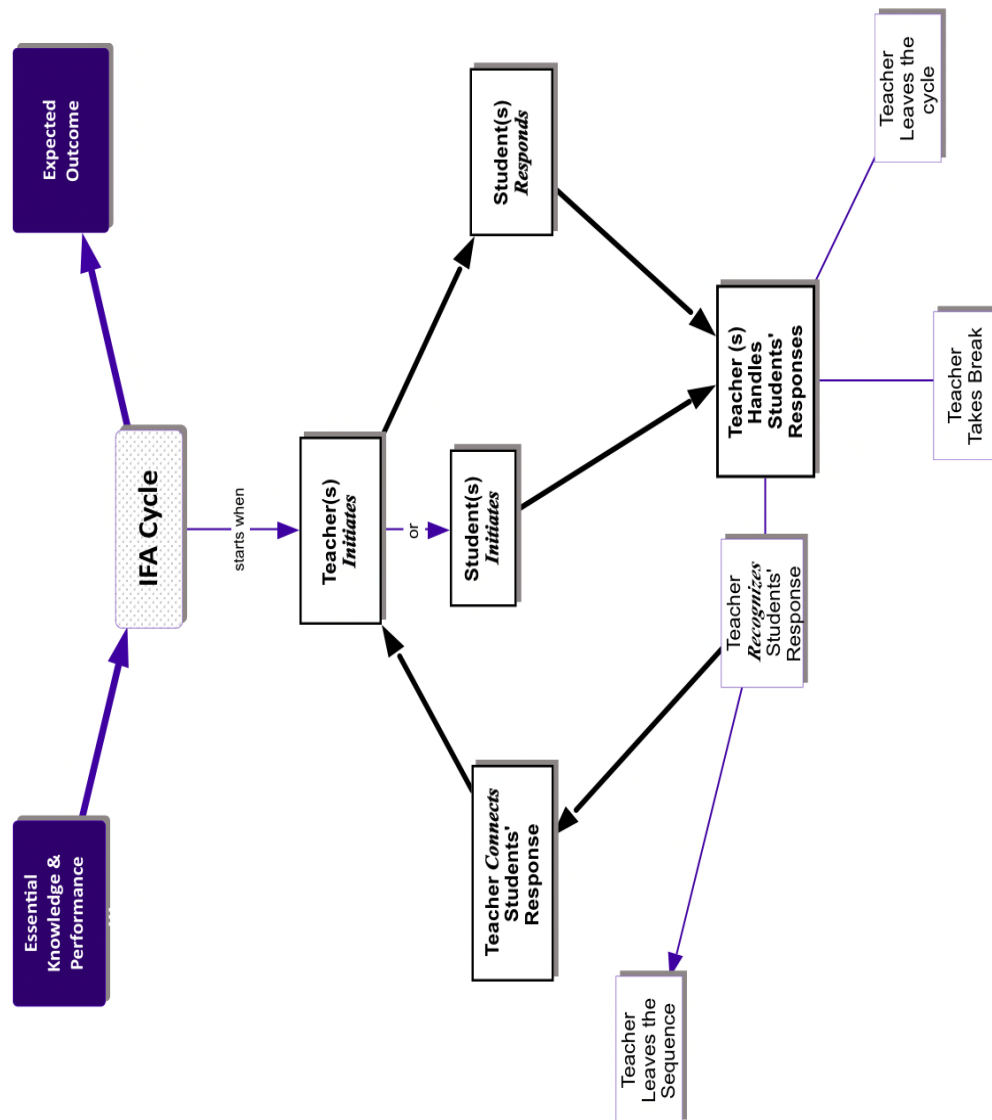 Essential
Knowledge &
Performance
IFA Cycle
Expected
Outcome
starts when
Teacher(s)
Initiates
or
Student(s)
Initiates
Student(s)
Responds
Teacher Connects
Students'
Response
Teacher (s)
Handles
Students'
Responses
Teacher
Recognizes
Students'
Response
Teacher
Leaves the
Sequence
Teacher
Takes Break
Teacher
Leaves the
cycle